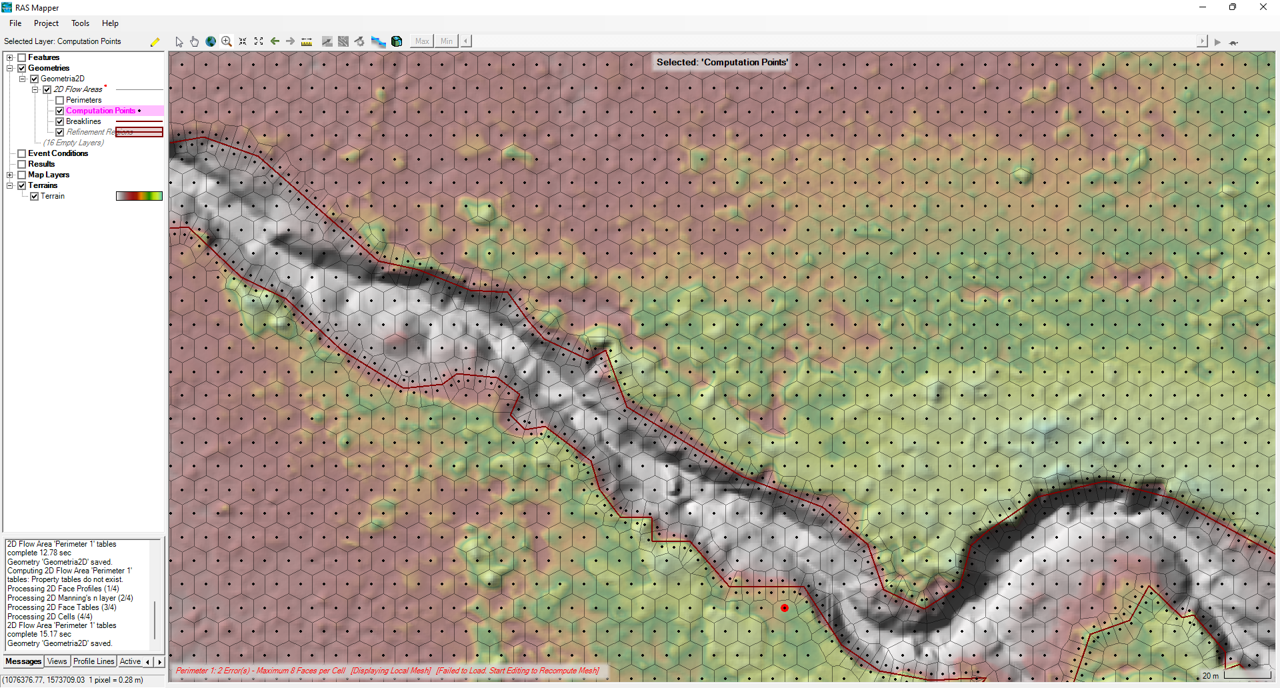 RAS Mapper
File Project Tools Help
Selected Layer: Computation Points
Max Min
Selected: 'Computation Points'
Features
Geometries
Geometria2D
2D Flow Areas *
Perimeters
Computation Points
Breaklines
Refinement Regions
(16 Empty Layers)
Event Conditions
Results
Map Layers
Terrains
Terrain
2D Flow Area 'Perimeter 1' tables
complete 12.78 sec
Geometry 'Geometria2D' saved.
Computing 2D Flow Area 'Perimeter 1'
tables: Property tables do not exist.
Processing 2D Face Profiles (1/4)
Processing 2D Manning's n layer (2/4)
Processing 2D Face Tables (3/4)
Processing 2D Cells (4/4)
2D Flow Area 'Perimeter 1' tables
complete 15.17 sec
Geometry 'Geometria2D' saved.
Messages Views Profile Lines Active
(1076376.77, 1573709.03 1 pixel = 0.28 m)
Perimeter 1: 2 Error(s) - Maximum 8 Faces per Cell [Displaying Local Mesh] [Failed to Load. Start Editing to Recompute Mesh]
20 m